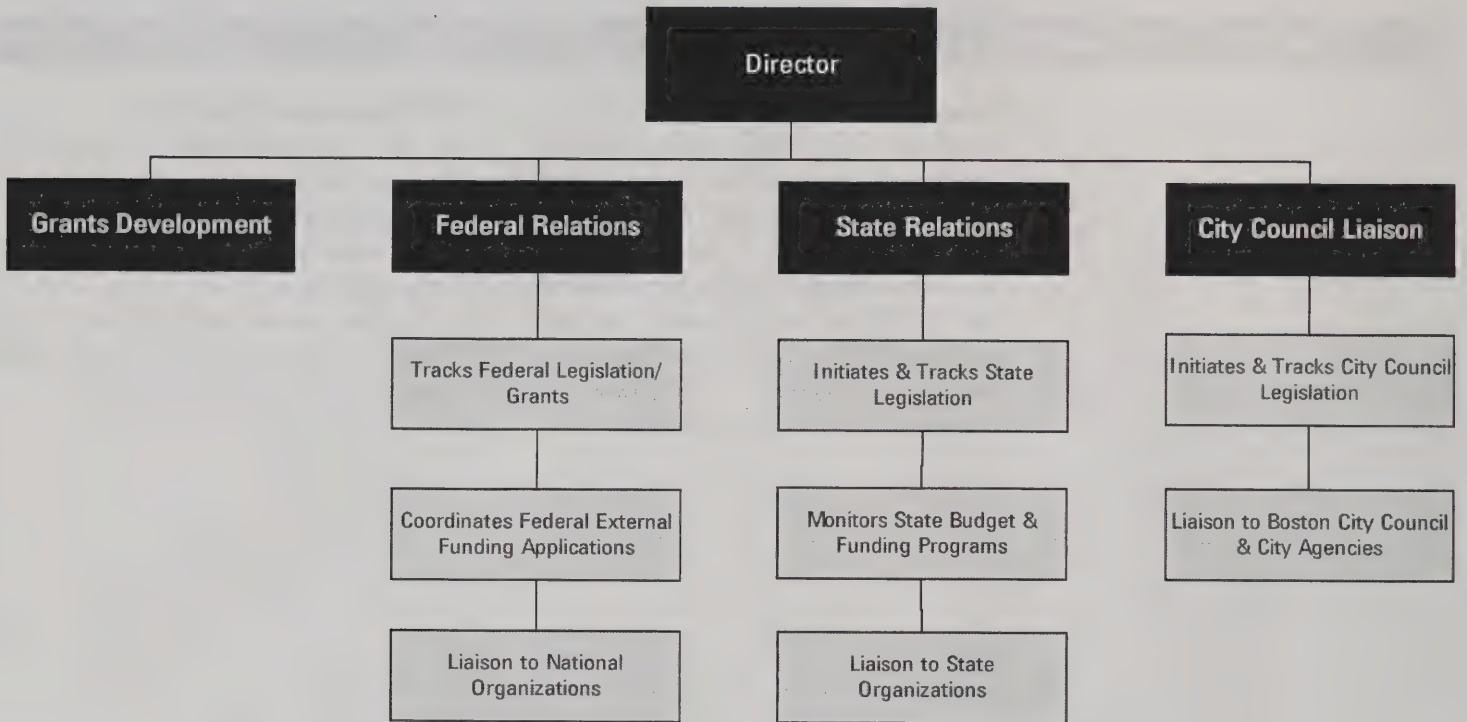 Director
Grants Development
Federal Relations
State Relations
City Council Liaison
Tracks Federal Legislation/
Grants
Initiates & Tracks State
Legislation
Initiates & Tracks City Council
Legislation
Coordinates Federal External
Funding Applications
Monitors State Budget &
Funding Programs
Liaison to Boston City Council
& City Agencies
Liaison to National
Organizations
Liaison to State
Organizations